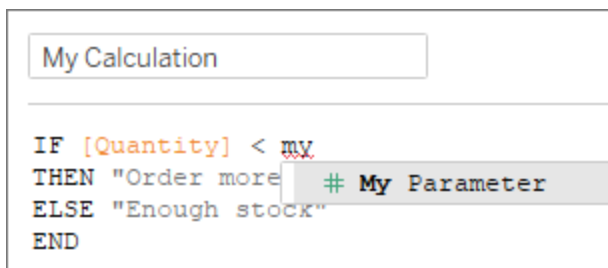 My Calculation
IF [Quantity] < my
THEN "Order more
# My Parameter
ELSE "Enough stock"
END